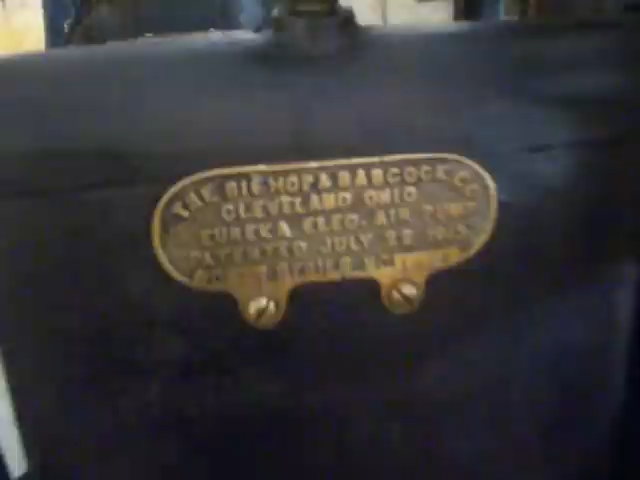 THE BISHOP & BABCOCK CO
CLEVELAND OHIO
EUREKA ELEC. AIR PUMP
PATENTED JULY 22